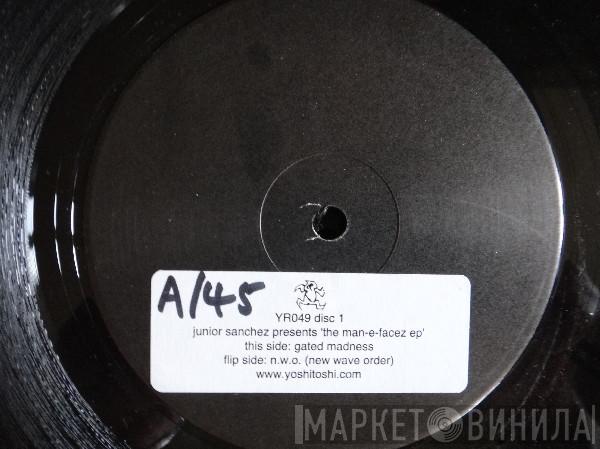 A/45
YR049 disc 1
junior sanchez presents 'the man-e-facez ep'
this side: gated madness
flip side: n.w.o. (new wave order)
www.yoshitoshi.com
МАРКЕТ ВИНИЛА